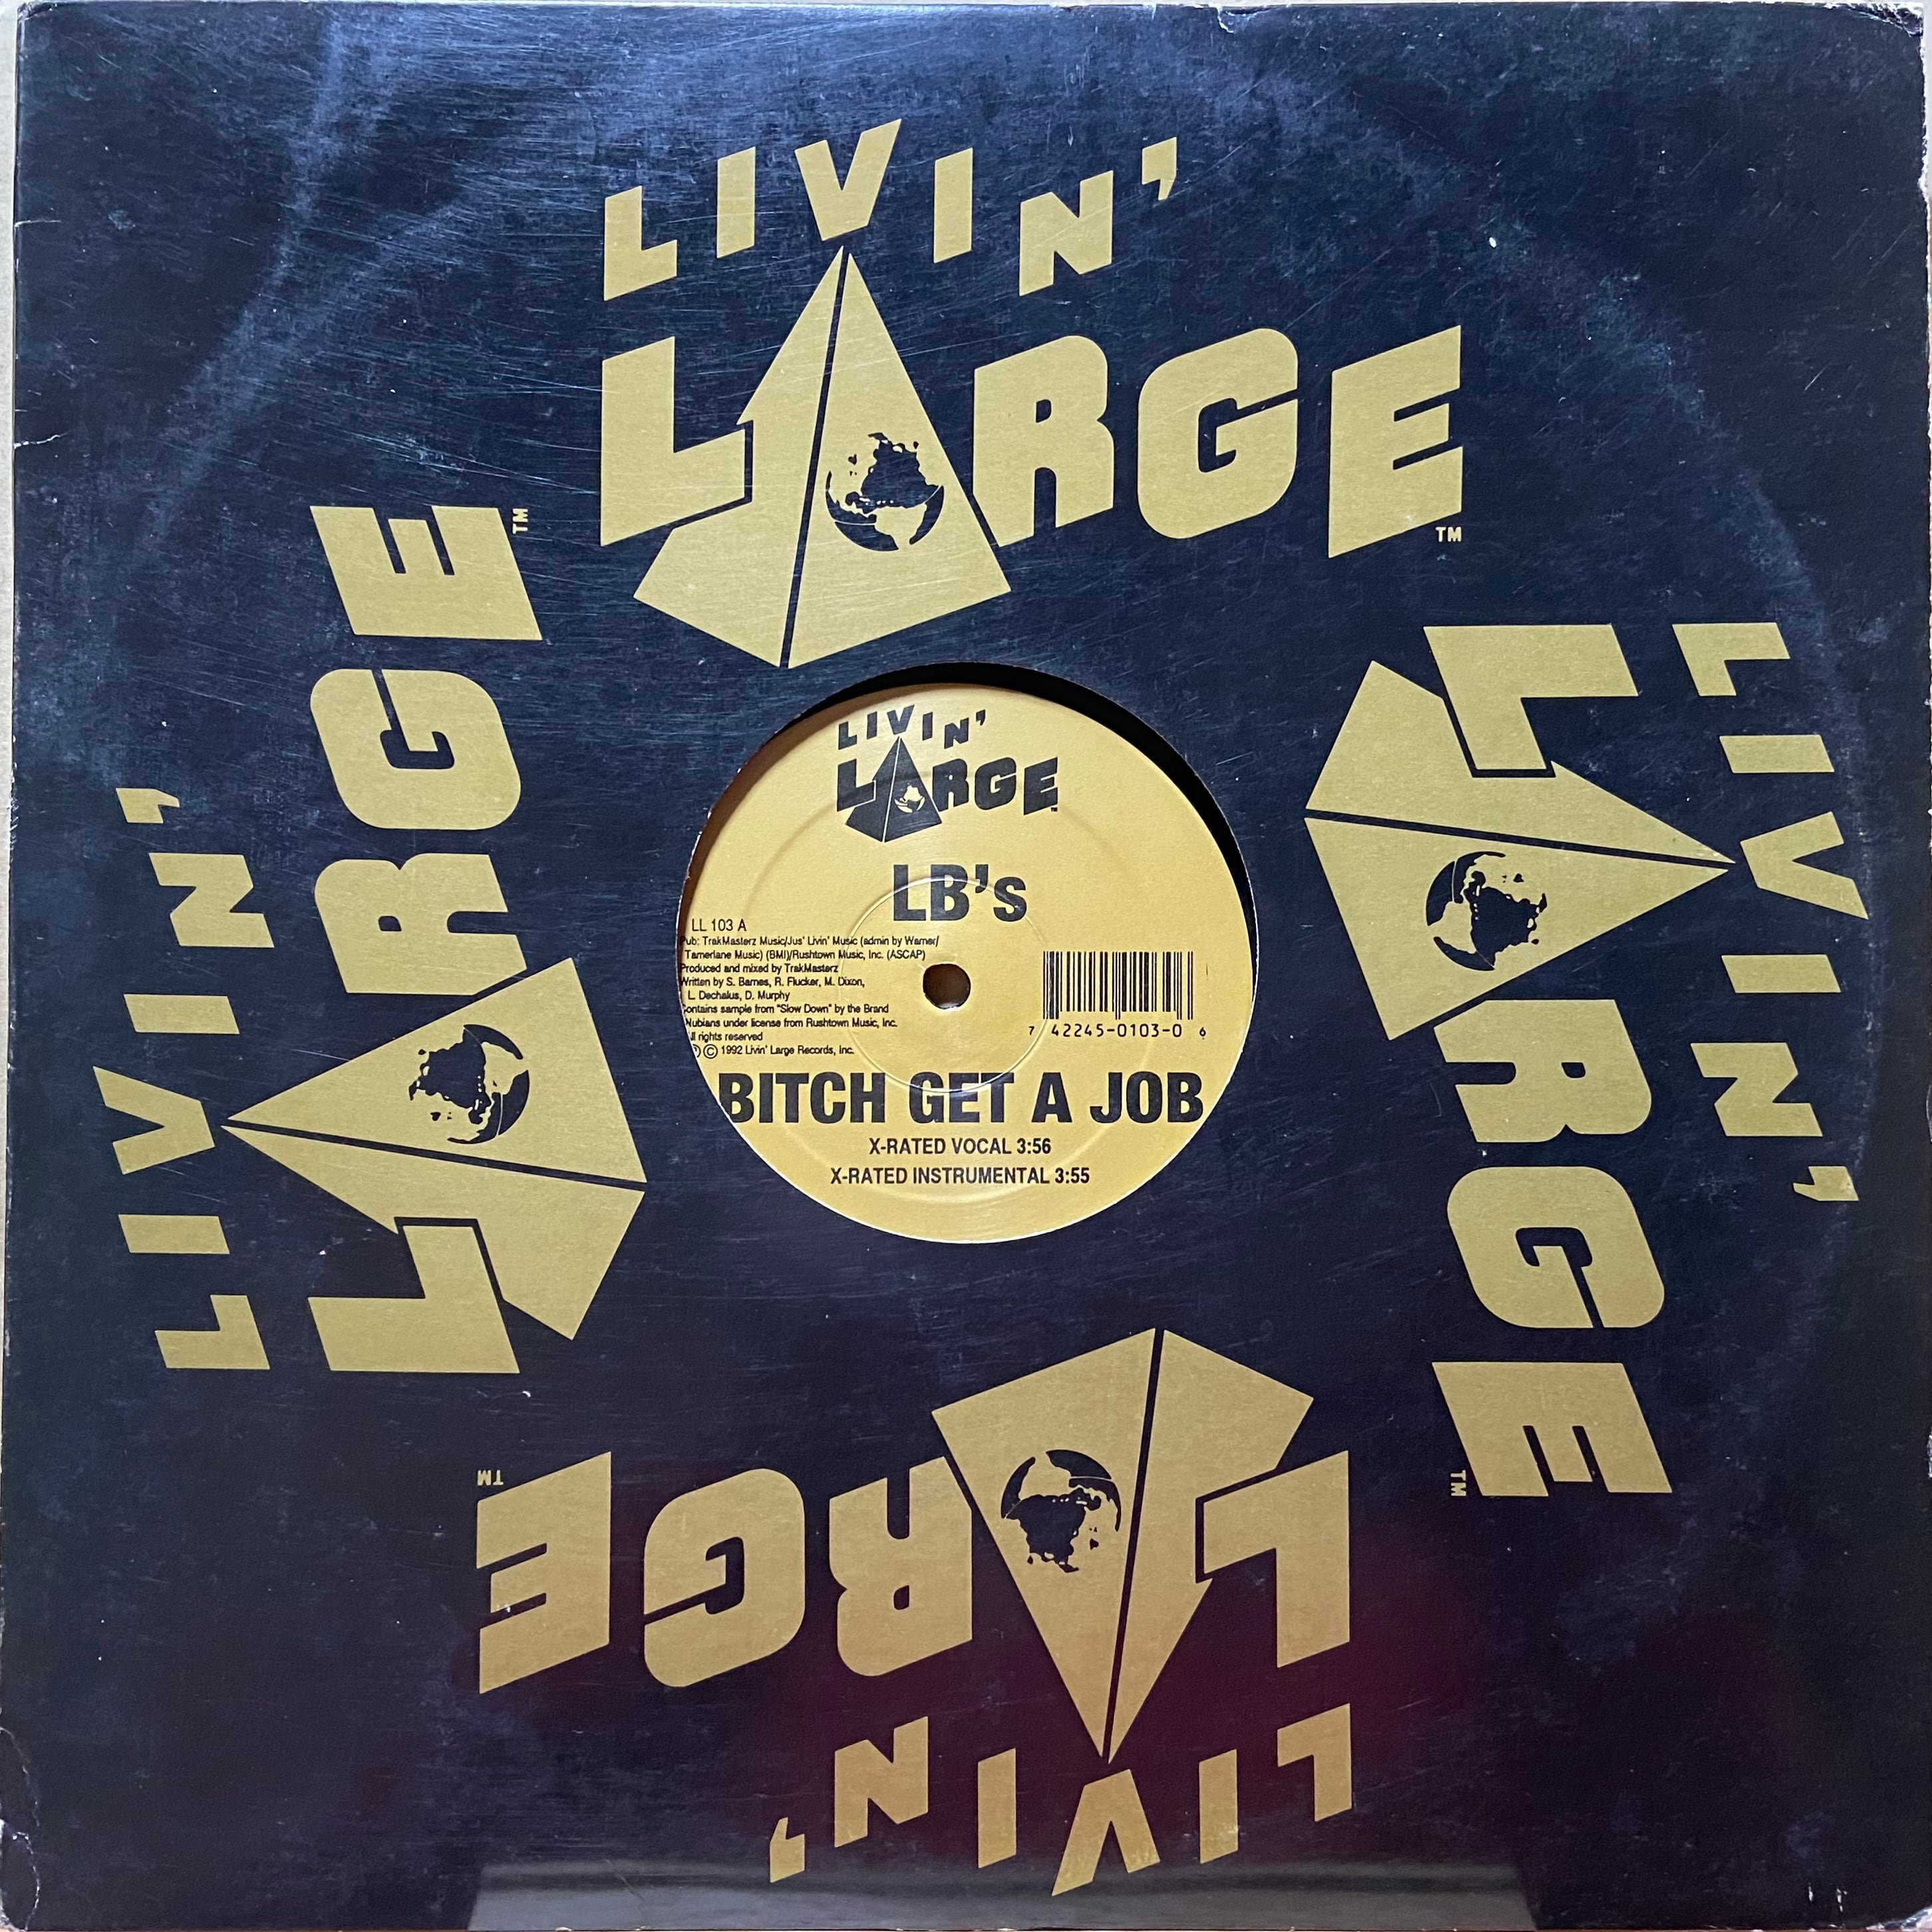 LIVIN'
LARGE
TM
LIVIN'
LARGE
TM
LIVIN'
LARGE
TM
LIVIN'
LARGE
TM
LIVIN'
LARGE
LB's
LL 103 A
Pub: TrakMasterz Music/Jus' Livin' Music (admin by Warner/
Tamerlane Music) (BMI)/Rushtown Music, Inc. (ASCAP)
Produced and mixed by TrakMasterz
Written by S. Barnes, R. Flucker, M. Dixon,
L. Dechalus, D. Murphy
Contains sample from "Slow Down" by the Brand
Nubians under license from Rushtown Music, Inc.
All rights reserved
℗ © 1992 Livin' Large Records, Inc.
7 42245-0103-0 6
BITCH GET A JOB
X-RATED VOCAL 3:56
X-RATED INSTRUMENTAL 3:55